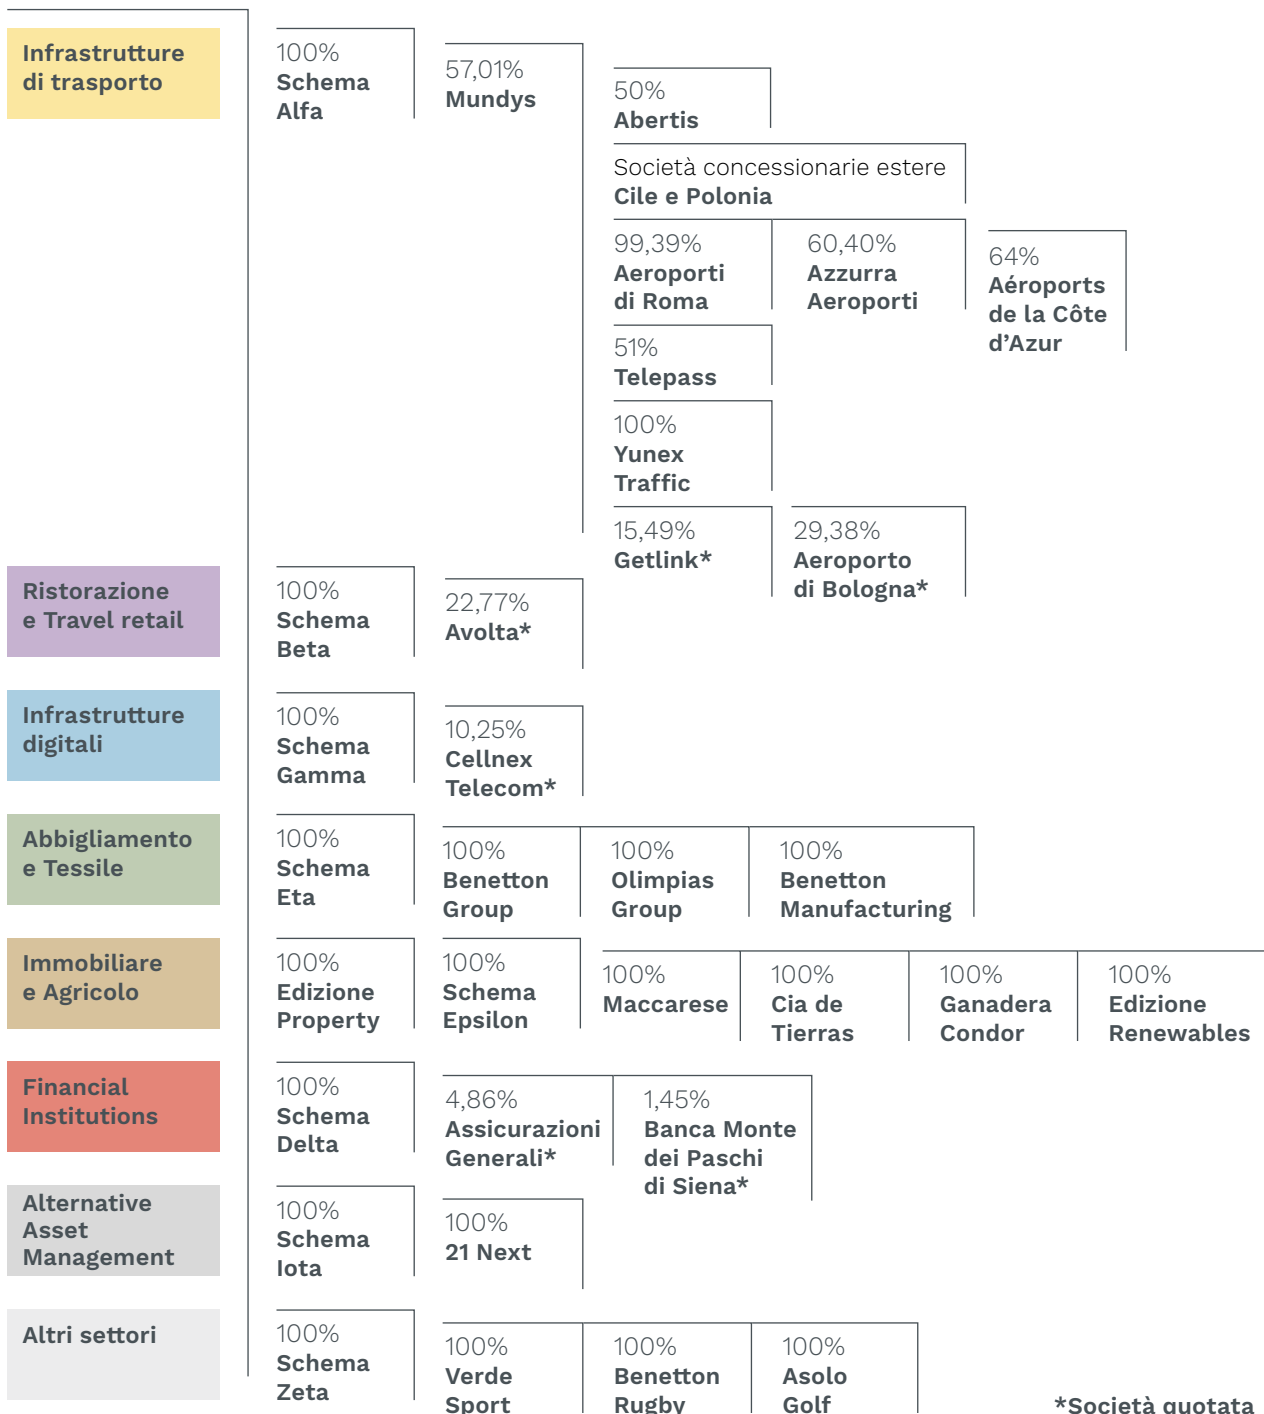 Infrastrutture
di trasporto
100%
Schema
Alfa
57,01%
Mundys
50%
Abertis
Società concessionarie estere
Cile e Polonia
99,39%
Aeroporti
di Roma
60,40%
Azzurra
Aeroporti
64%
Aéroports
de la Côte
d’Azur
51%
Telepass
100%
Yunex
Traffic
15,49%
Getlink*
29,38%
Aeroporto
di Bologna*
Ristorazione
e Travel retail
100%
Schema
Beta
22,77%
Avolta*
Infrastrutture
digitali
100%
Schema
Gamma
10,25%
Cellnex
Telecom*
Abbigliamento
e Tessile
100%
Schema
Eta
100%
Benetton
Group
100%
Olimpias
Group
100%
Benetton
Manufacturing
Immobiliare
e Agricolo
100%
Edizione
Property
100%
Schema
Epsilon
100%
Maccarese
100%
Cia de
Tierras
100%
Ganadera
Condor
100%
Edizione
Renewables
Financial
Institutions
100%
Schema
Delta
4,86%
Assicurazioni
Generali*
1,45%
Banca Monte
dei Paschi
di Siena*
Alternative
Asset
Management
100%
Schema
Iota
100%
21 Next
Altri settori
100%
Schema
Zeta
100%
Verde
Sport
100%
Benetton
Rugby
100%
Asolo
Golf
*Società quotata